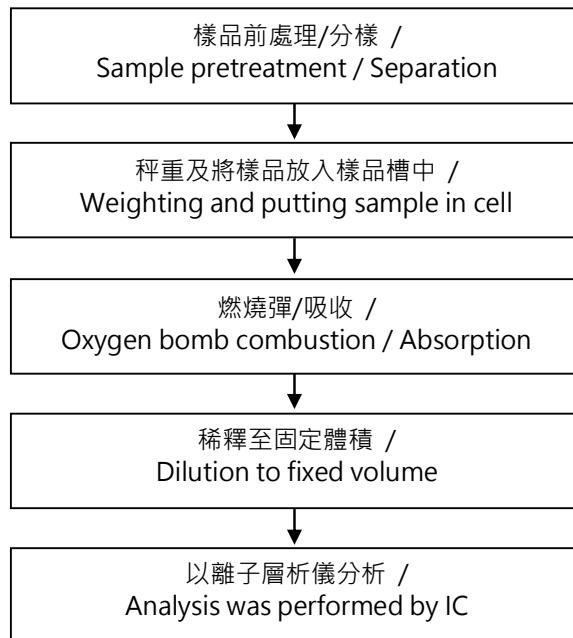 樣品前處理/分樣 /
Sample pretreatment / Separation
秤重及將樣品放入樣品槽中 /
Weighting and putting sample in cell
燃燒彈/吸收 /
Oxygen bomb combustion / Absorption
稀釋至固定體積 /
Dilution to fixed volume
以離子層析儀分析 /
Analysis was performed by IC